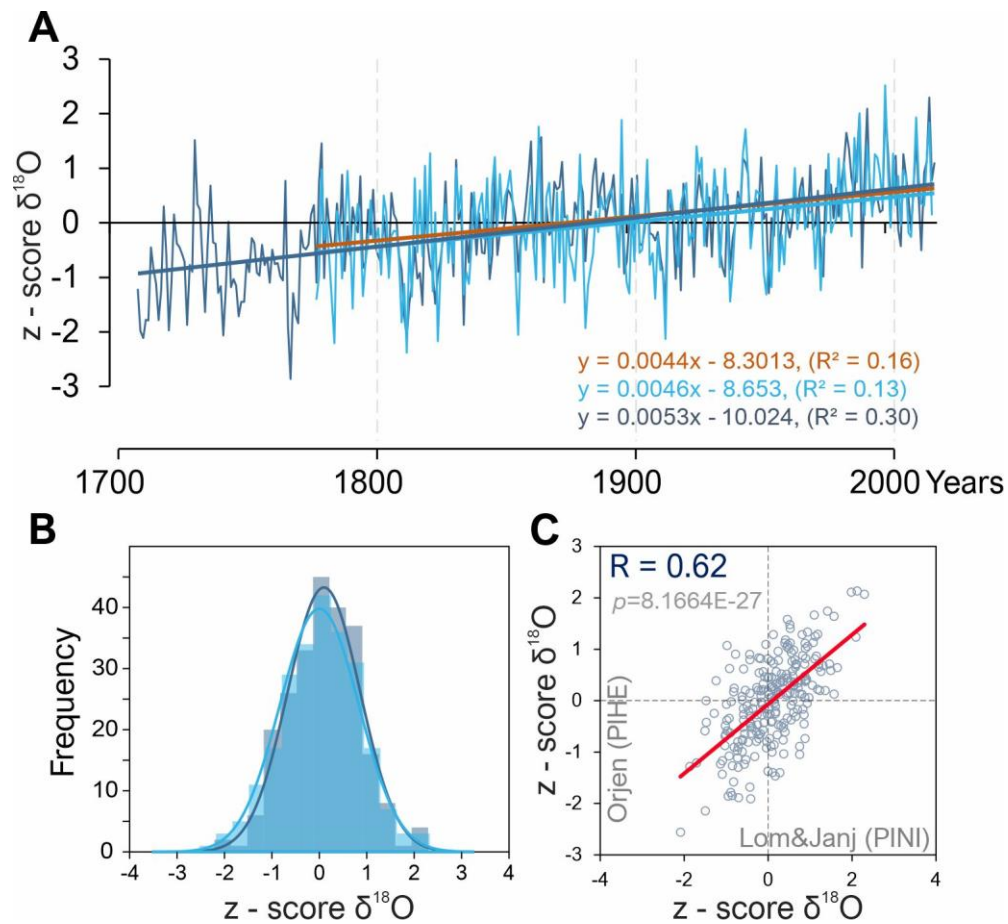 A
z - score δ¹⁸O
3
2
1
0
-1
-2
-3
y = 0.0044x - 8.3013, (R² = 0.16)
y = 0.0046x - 8.653, (R² = 0.13)
y = 0.0053x - 10.024, (R² = 0.30)
1700 1800 1900 2000 Years
B
Frequency
40
30
20
10
0
-4 -3 -2 -1 0 1 2 3 4
z - score δ¹⁸O
C
z - score δ¹⁸O
3
2
1
0
-1
-2
-3
R = 0.62
p=8.1664E-27
Orjen (PIHE)
Lom&Janj (PINI)
-4 -2 0 2 4
z - score δ¹⁸O